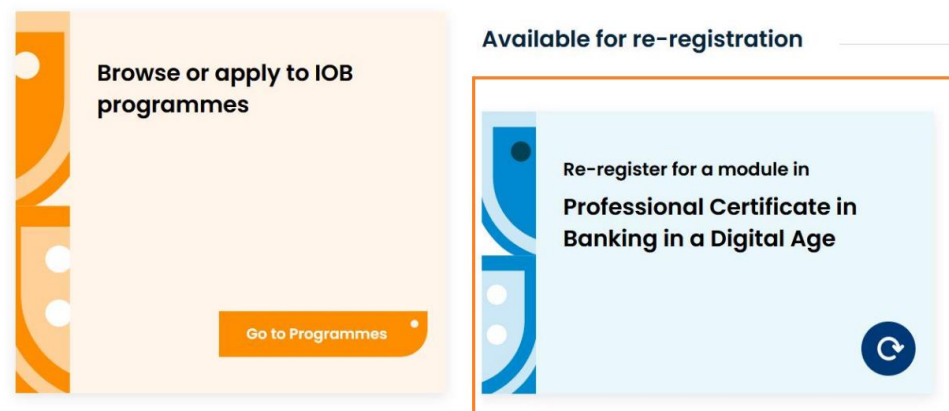 Browse or apply to IOB
programmes
Go to Programmes
Available for re-registration
Re-register for a module in
Professional Certificate in
Banking in a Digital Age